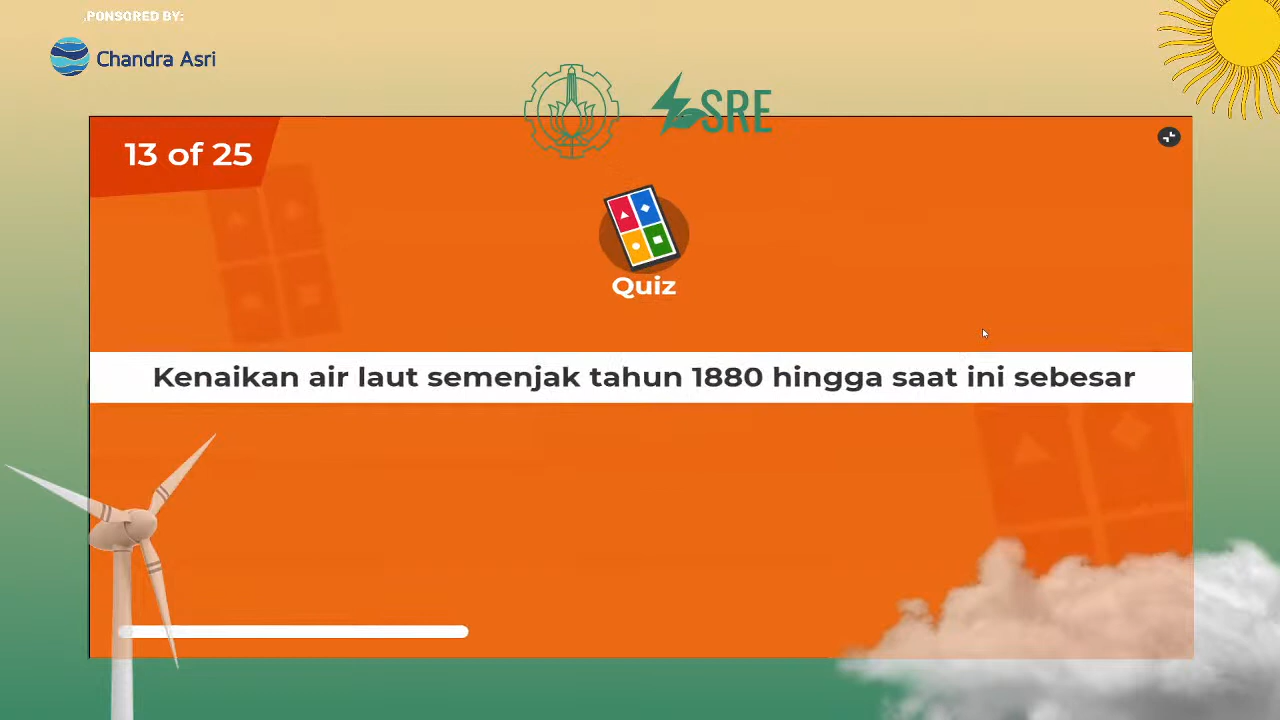 PONSORED BY:
Chandra Asri
SRE
13 of 25
Quiz
Kenaikan air laut semenjak tahun 1880 hingga saat ini sebesar